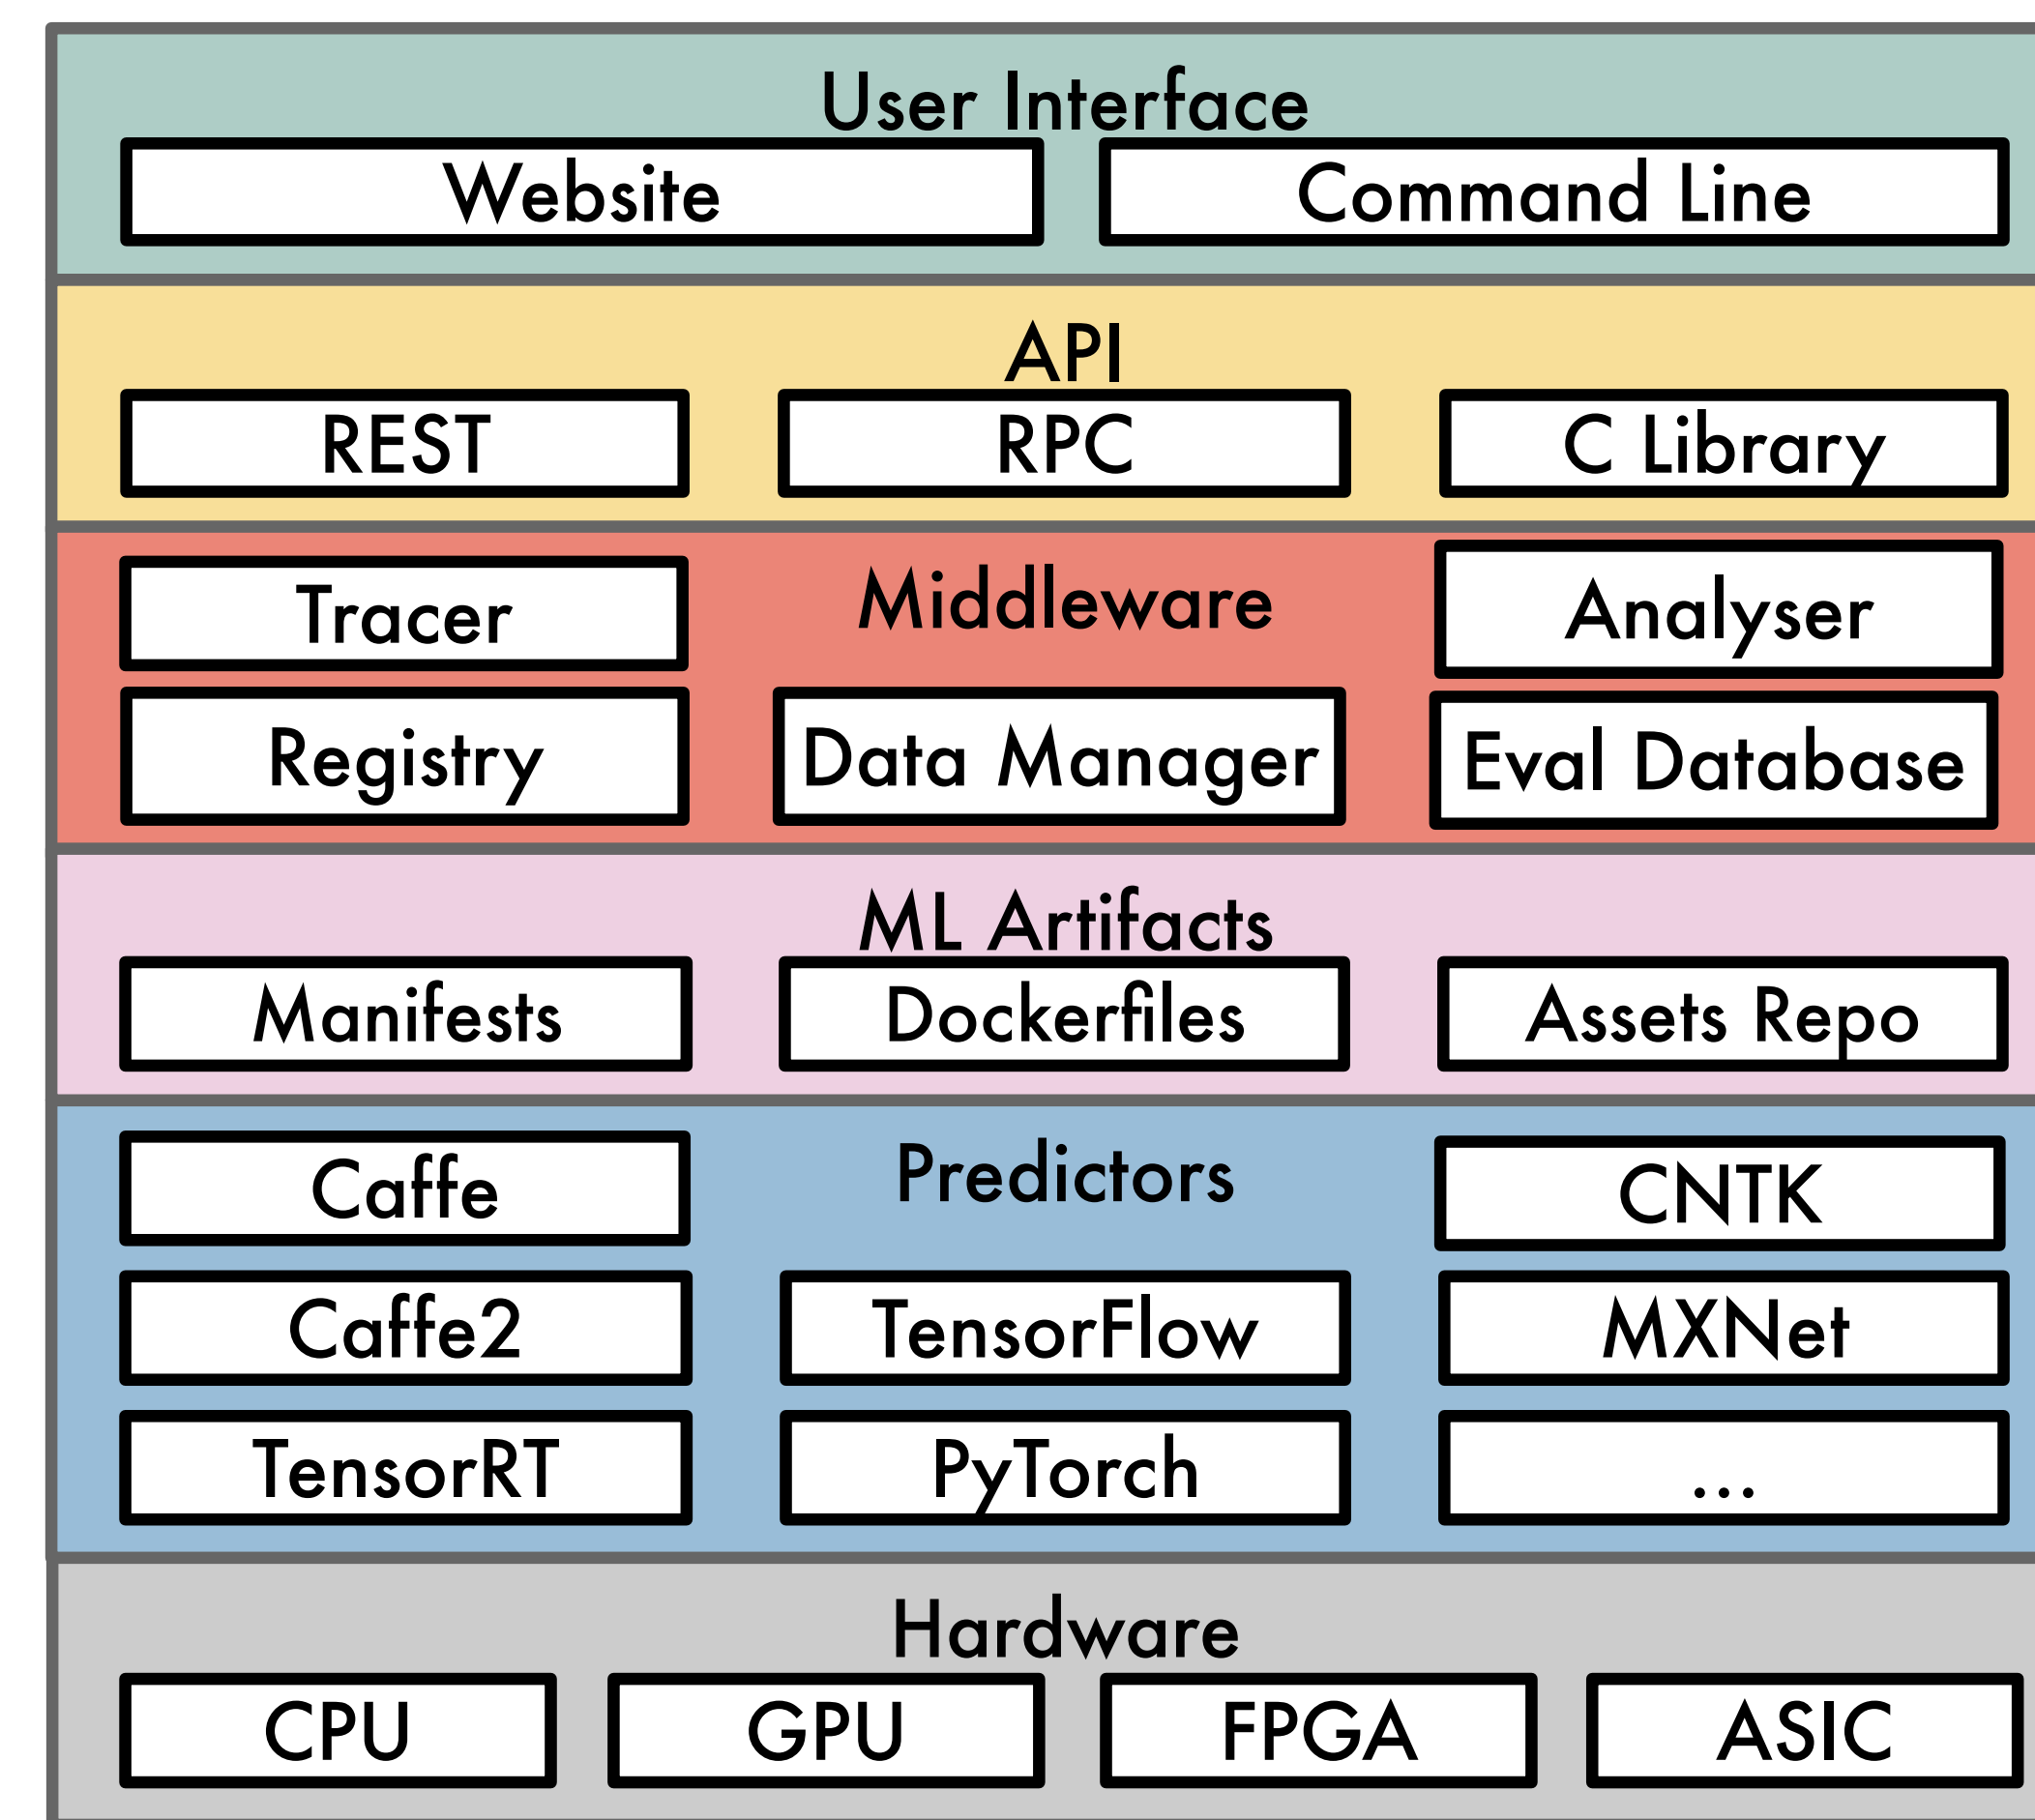 User Interface
Website
Command Line
API
REST
RPC
C Library
Middleware
Tracer
Analyser
Registry
Data Manager
Eval Database
ML Artifacts
Manifests
Dockerfiles
Assets Repo
Predictors
Caffe
CNTK
Caffe2
TensorFlow
MXNet
TensorRT
PyTorch
...
Hardware
CPU
GPU
FPGA
ASIC